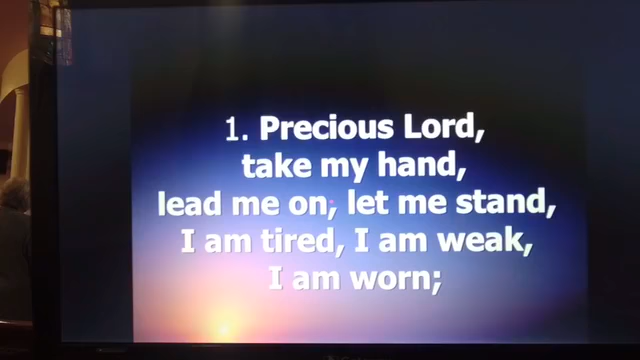 1. Precious Lord,
take my hand,
lead me on, let me stand,
I am tired, I am weak,
I am worn;